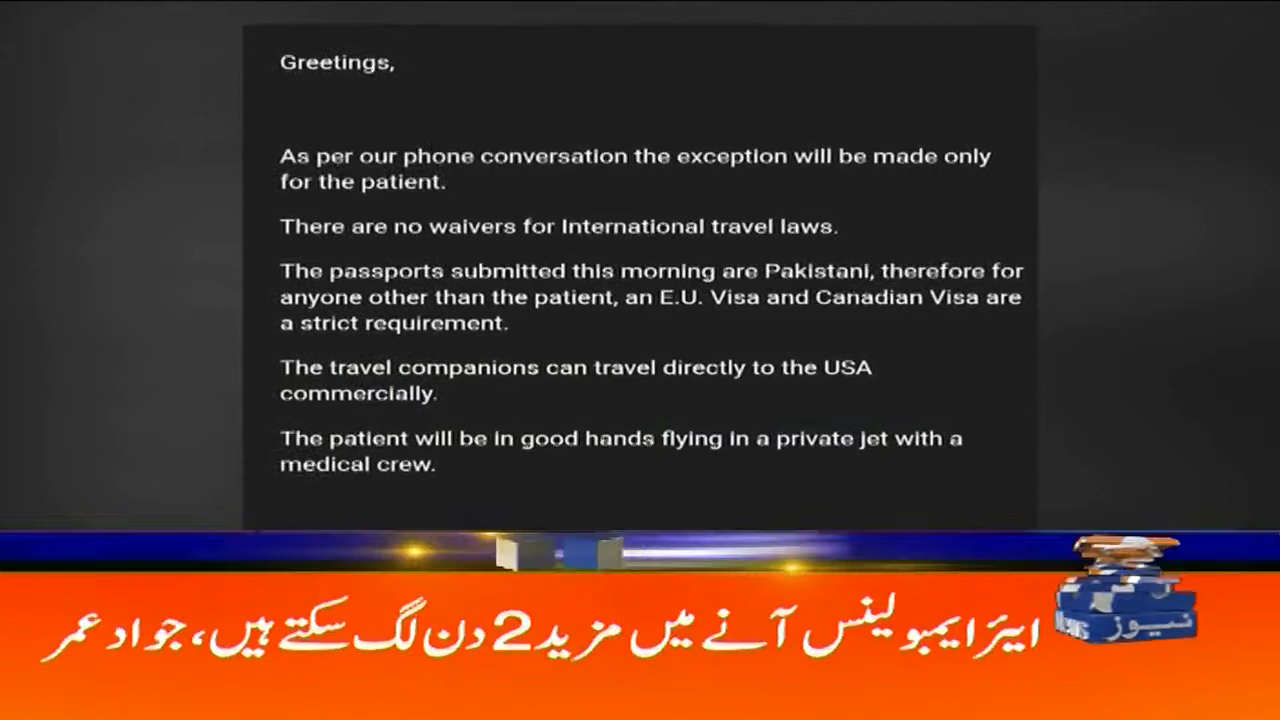 Greetings,
As per our phone conversation the exception will be made only
for the patient.
There are no waivers for International travel laws.
The passports submitted this morning are Pakistani, therefore for
anyone other than the patient, an E.U. Visa and Canadian Visa are
a strict requirement.
The travel companions can travel directly to the USA
commercially.
The patient will be in good hands flying in a private jet with a
medical crew.
ایئر ایمبولینس آنے میں مزید 2 دن لگ سکتے ہیں، جواد عمر
NEWS نیوز